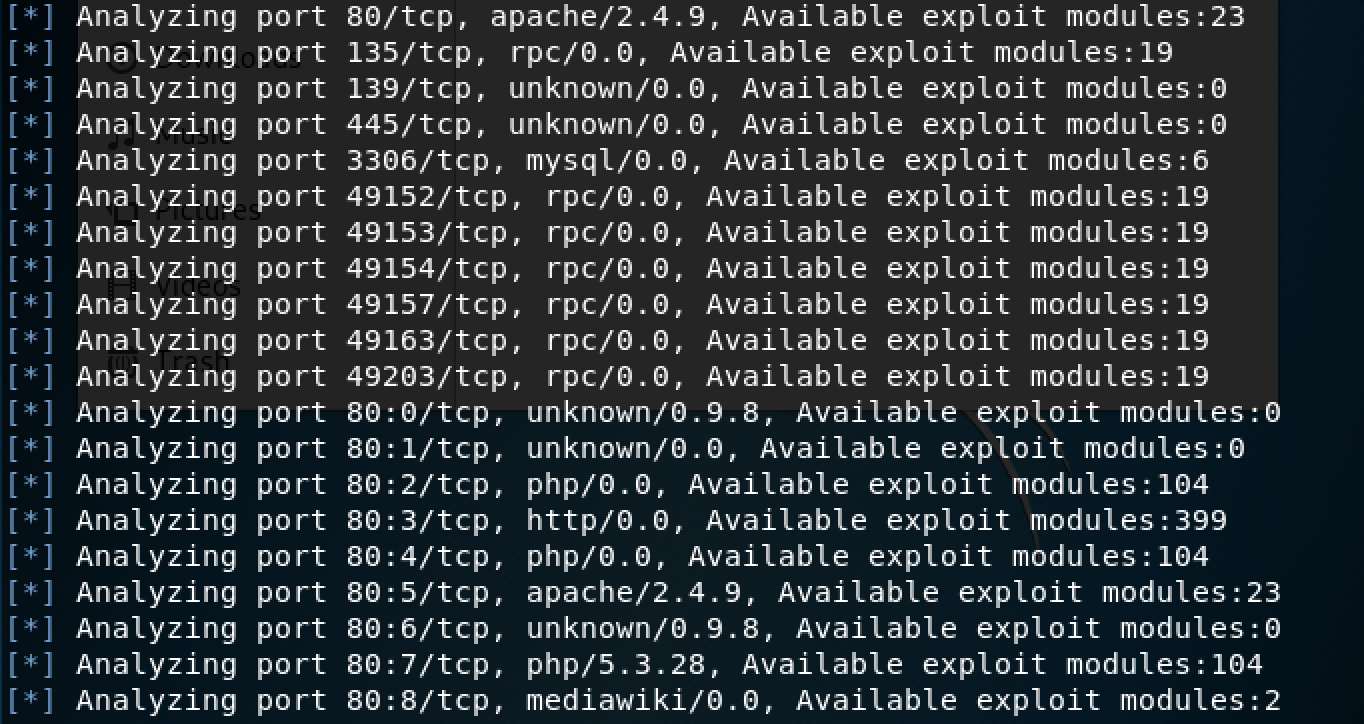 [*] Analyzing port 80/tcp, apache/2.4.9, Available exploit modules:23
[*] Analyzing port 135/tcp, rpc/0.0, Available exploit modules:19
[*] Analyzing port 139/tcp, unknown/0.0, Available exploit modules:0
[*] Analyzing port 445/tcp, unknown/0.0, Available exploit modules:0
[*] Analyzing port 3306/tcp, mysql/0.0, Available exploit modules:6
[*] Analyzing port 49152/tcp, rpc/0.0, Available exploit modules:19
[*] Analyzing port 49153/tcp, rpc/0.0, Available exploit modules:19
[*] Analyzing port 49154/tcp, rpc/0.0, Available exploit modules:19
[*] Analyzing port 49157/tcp, rpc/0.0, Available exploit modules:19
[*] Analyzing port 49163/tcp, rpc/0.0, Available exploit modules:19
[*] Analyzing port 49203/tcp, rpc/0.0, Available exploit modules:19
[*] Analyzing port 80:0/tcp, unknown/0.9.8, Available exploit modules:0
[*] Analyzing port 80:1/tcp, unknown/0.0, Available exploit modules:0
[*] Analyzing port 80:2/tcp, php/0.0, Available exploit modules:104
[*] Analyzing port 80:3/tcp, http/0.0, Available exploit modules:399
[*] Analyzing port 80:4/tcp, php/0.0, Available exploit modules:104
[*] Analyzing port 80:5/tcp, apache/2.4.9, Available exploit modules:23
[*] Analyzing port 80:6/tcp, unknown/0.9.8, Available exploit modules:0
[*] Analyzing port 80:7/tcp, php/5.3.28, Available exploit modules:104
[*] Analyzing port 80:8/tcp, mediawiki/0.0, Available exploit modules:2
Downloads
Music
Pictures
Videos
Trash